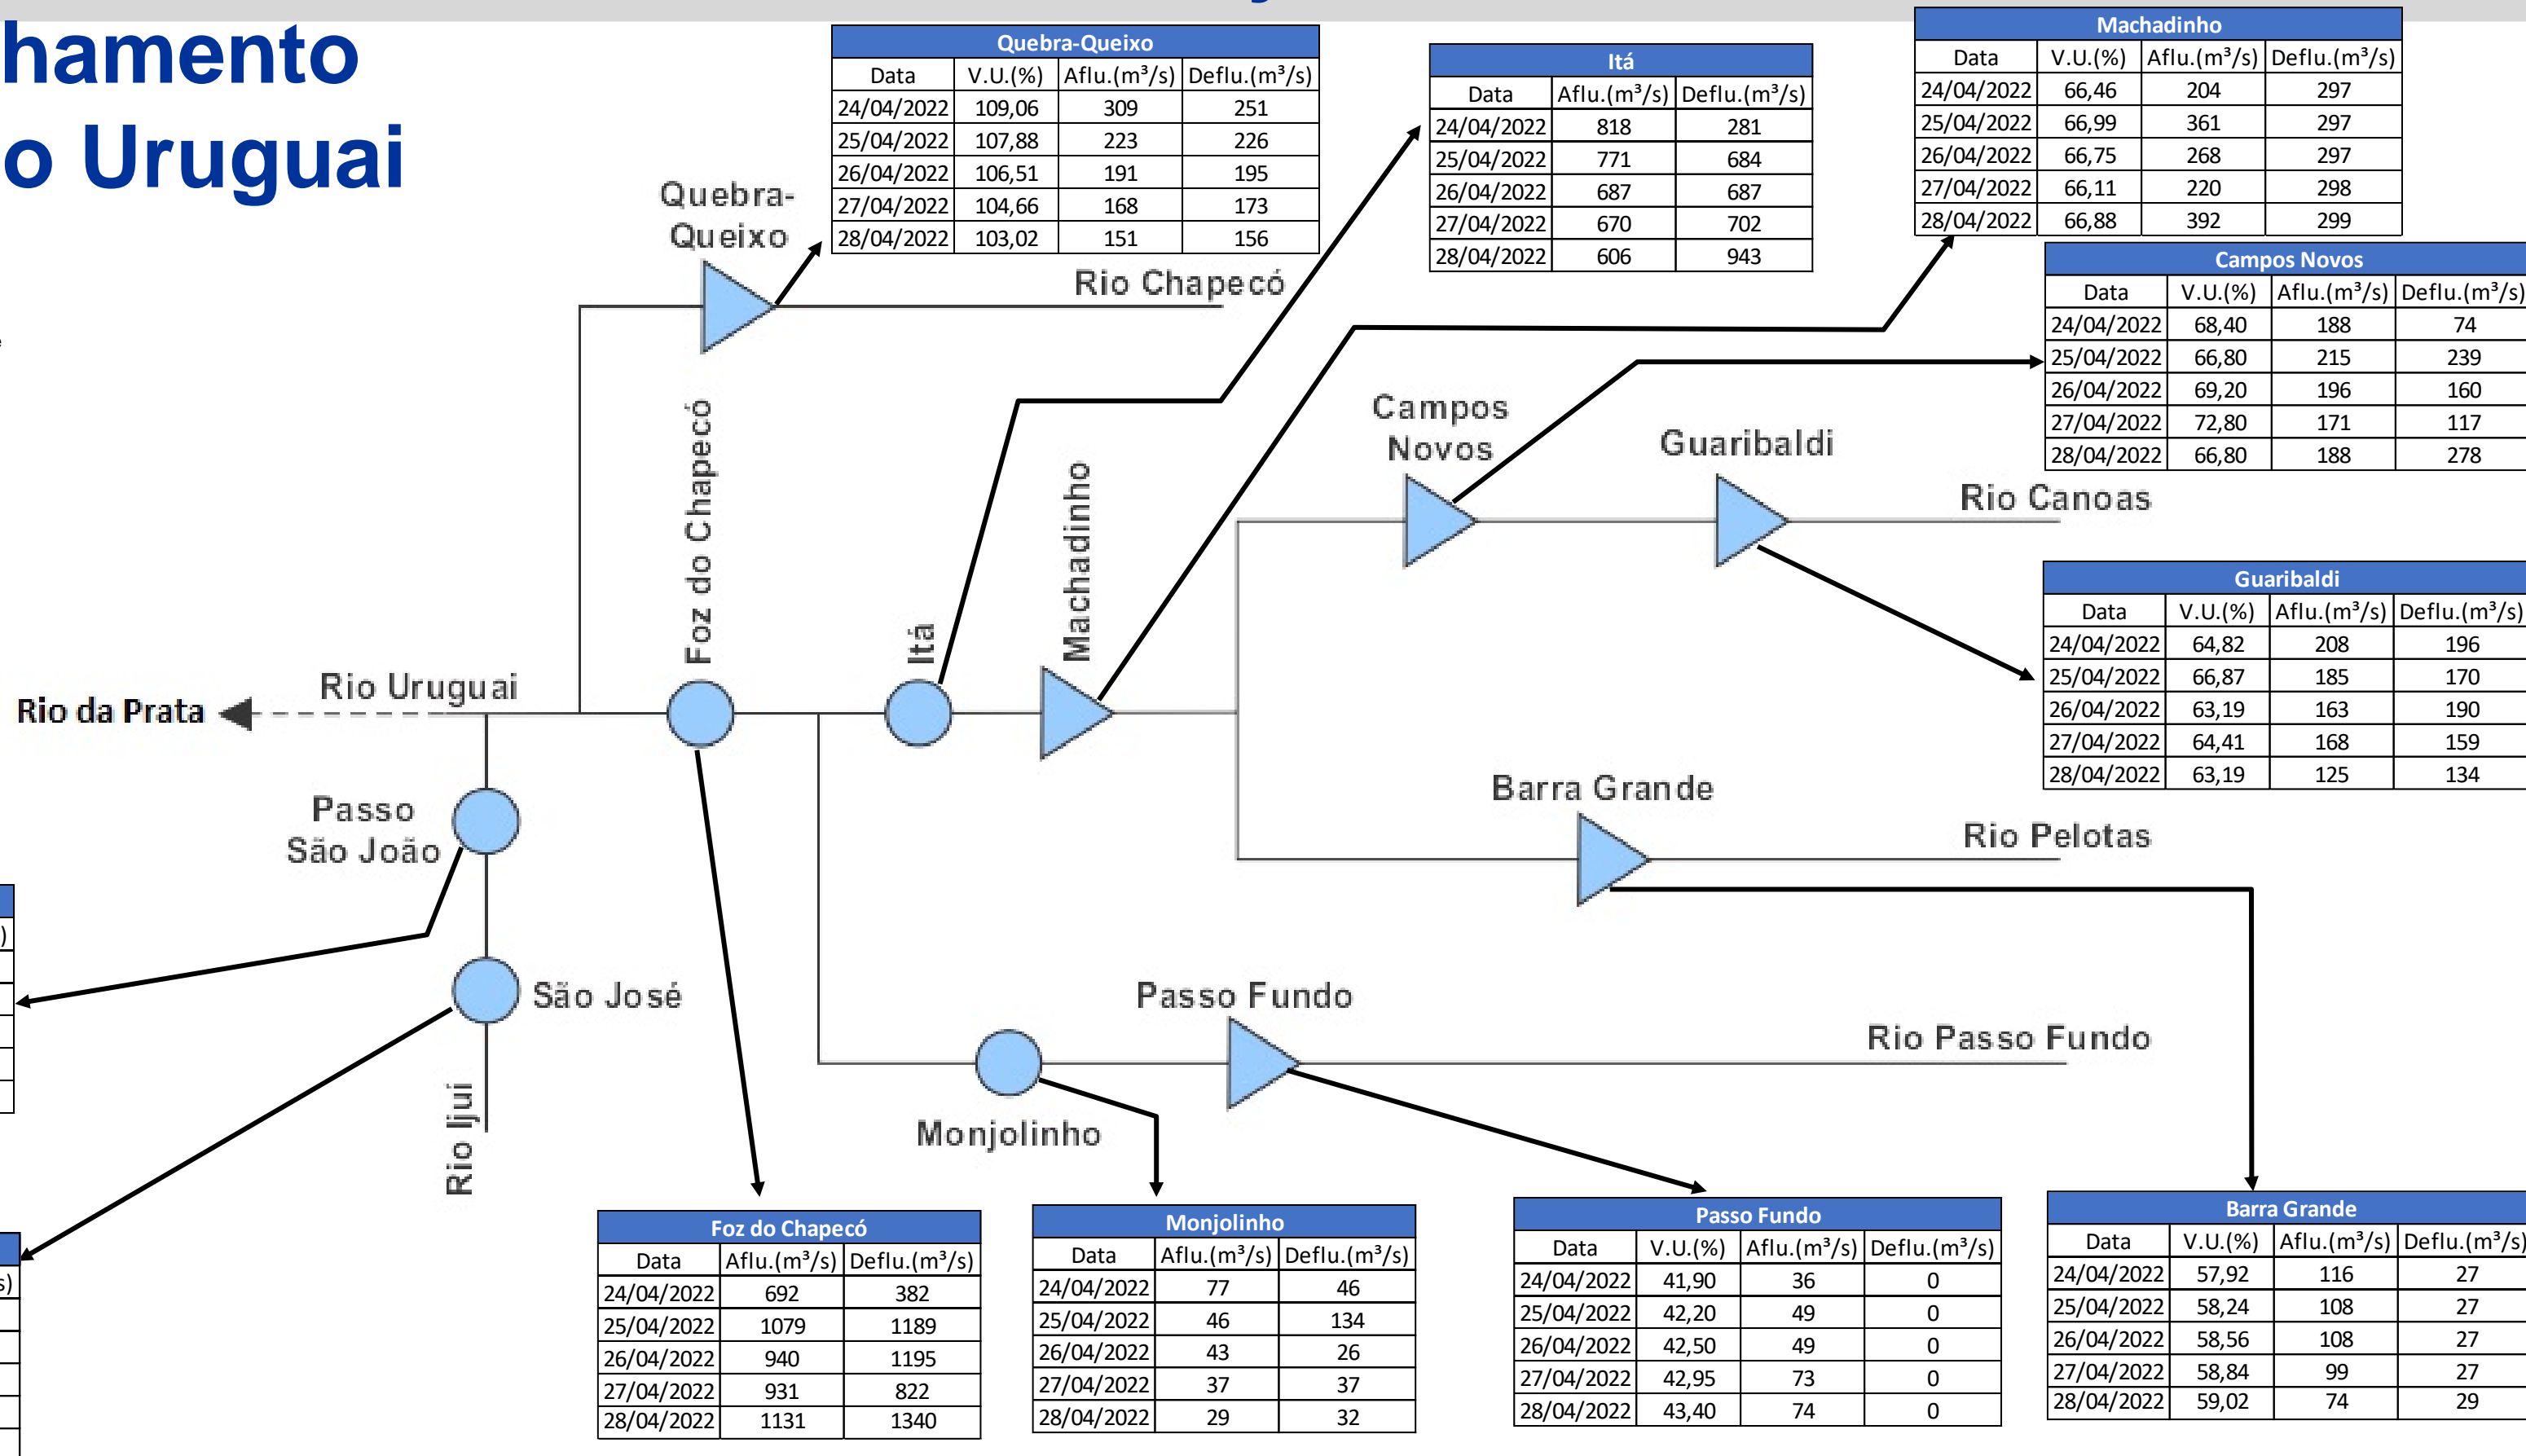 hamento
o Uruguai
Quebra-Queixo
Data V.U.(%) Aflu.(m³/s) Deflu.(m³/s)
24/04/2022 109,06 309 251
25/04/2022 107,88 223 226
26/04/2022 106,51 191 195
27/04/2022 104,66 168 173
28/04/2022 103,02 151 156
Itá
Data Aflu.(m³/s) Deflu.(m³/s)
24/04/2022 818 281
25/04/2022 771 684
26/04/2022 687 687
27/04/2022 670 702
28/04/2022 606 943
Machadinho
Data V.U.(%) Aflu.(m³/s) Deflu.(m³/s)
24/04/2022 66,46 204 297
25/04/2022 66,99 361 297
26/04/2022 66,75 268 297
27/04/2022 66,11 220 298
28/04/2022 66,88 392 299
Campos Novos
Data V.U.(%) Aflu.(m³/s) Deflu.(m³/s)
24/04/2022 68,40 188 74
25/04/2022 66,80 215 239
26/04/2022 69,20 196 160
27/04/2022 72,80 171 117
28/04/2022 66,80 188 278
Quebra-
Queixo
Rio Chapecó
Foz do Chapecó
Itá
Machadinho
Campos
Novos
Guaribaldi
Rio Canoas
Guaribaldi
Data V.U.(%) Aflu.(m³/s) Deflu.(m³/s)
24/04/2022 64,82 208 196
25/04/2022 66,87 185 170
26/04/2022 63,19 163 190
27/04/2022 64,41 168 159
28/04/2022 63,19 125 134
Rio da Prata
Rio Uruguai
Passo
São João
Barra Grande
Rio Pelotas
São José
Rio Ijuí
Passo Fundo
Rio Passo Fundo
Monjolinho
)
s)
Foz do Chapecó
Data Aflu.(m³/s) Deflu.(m³/s)
24/04/2022 692 382
25/04/2022 1079 1189
26/04/2022 940 1195
27/04/2022 931 822
28/04/2022 1131 1340
Monjolinho
Data Aflu.(m³/s) Deflu.(m³/s)
24/04/2022 77 46
25/04/2022 46 134
26/04/2022 43 26
27/04/2022 37 37
28/04/2022 29 32
Passo Fundo
Data V.U.(%) Aflu.(m³/s) Deflu.(m³/s)
24/04/2022 41,90 36 0
25/04/2022 42,20 49 0
26/04/2022 42,50 49 0
27/04/2022 42,95 73 0
28/04/2022 43,40 74 0
Barra Grande
Data V.U.(%) Aflu.(m³/s) Deflu.(m³/s)
24/04/2022 57,92 116 27
25/04/2022 58,24 108 27
26/04/2022 58,56 108 27
27/04/2022 58,84 99 27
28/04/2022 59,02 74 29